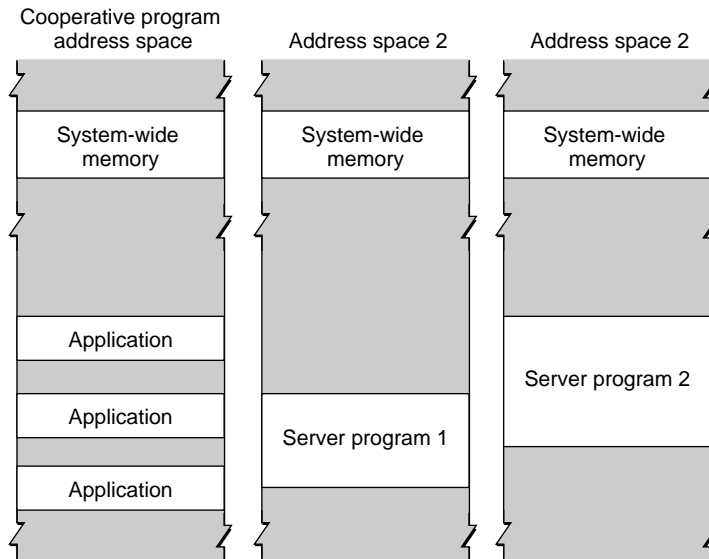 Cooperative program
address space
Address space 2
Address space 2
System-wide
memory
System-wide
memory
System-wide
memory
Application
Application
Application
Server program 1
Server program 2